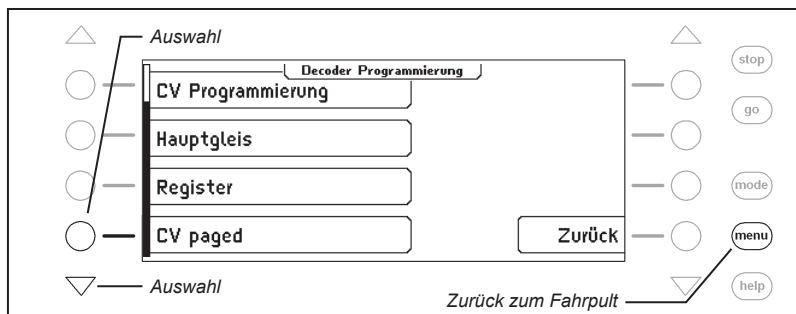 Auswahl
stop
Decoder Programmierung
CV Programmierung
go
Hauptgleis
Register
mode
CV paged
Zurück
menu
Auswahl
Zurück zum Fahrpult
help